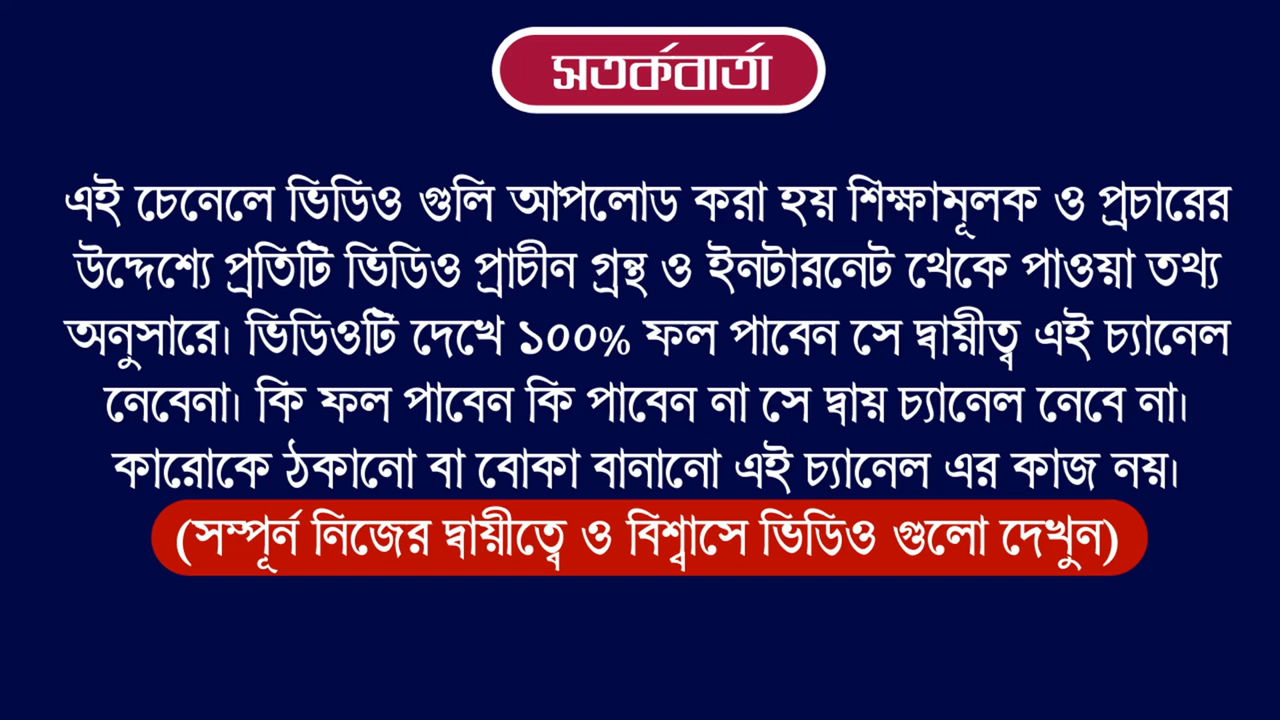 সতর্কবার্তা
এই চেনেলে ভিডিও গুলি আপলোড করা হয় শিক্ষামূলক ও প্রচারের
উদ্দেশ্যে প্রতিটি ভিডিও প্রাচীন গ্রন্থ ও ইনটারনেট থেকে পাওয়া তথ্য
অনুসারে। ভিডিওটি দেখে ১০০% ফল পাবেন সে দ্বায়ীত্ব এই চ্যানেল
নেবেনা। কি ফল পাবেন কি পাবেন না সে দ্বায় চ্যানেল নেবে না।
কারোকে ঠকানো বা বোকা বানানো এই চ্যানেল এর কাজ নয়।
(সম্পূর্ন নিজের দ্বায়ীত্বে ও বিশ্বাসে ভিডিও গুলো দেখুন)